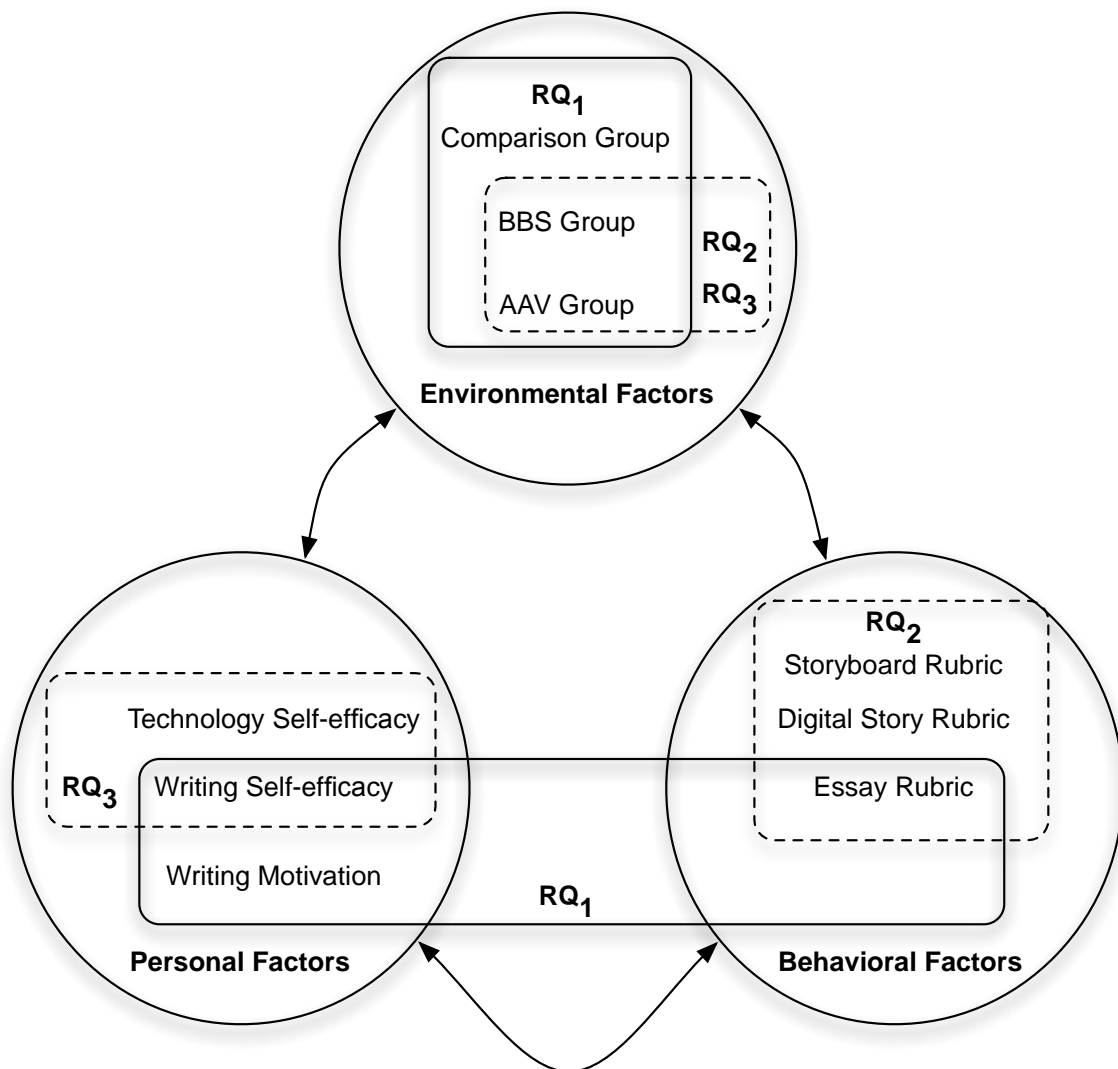 RQ1
Comparison Group
BBS Group
RQ2
AAV Group
RQ3
Environmental Factors
RQ2
Storyboard Rubric
Technology Self-efficacy
Digital Story Rubric
RQ3
Writing Self-efficacy
Essay Rubric
Writing Motivation
RQ1
Personal Factors
Behavioral Factors